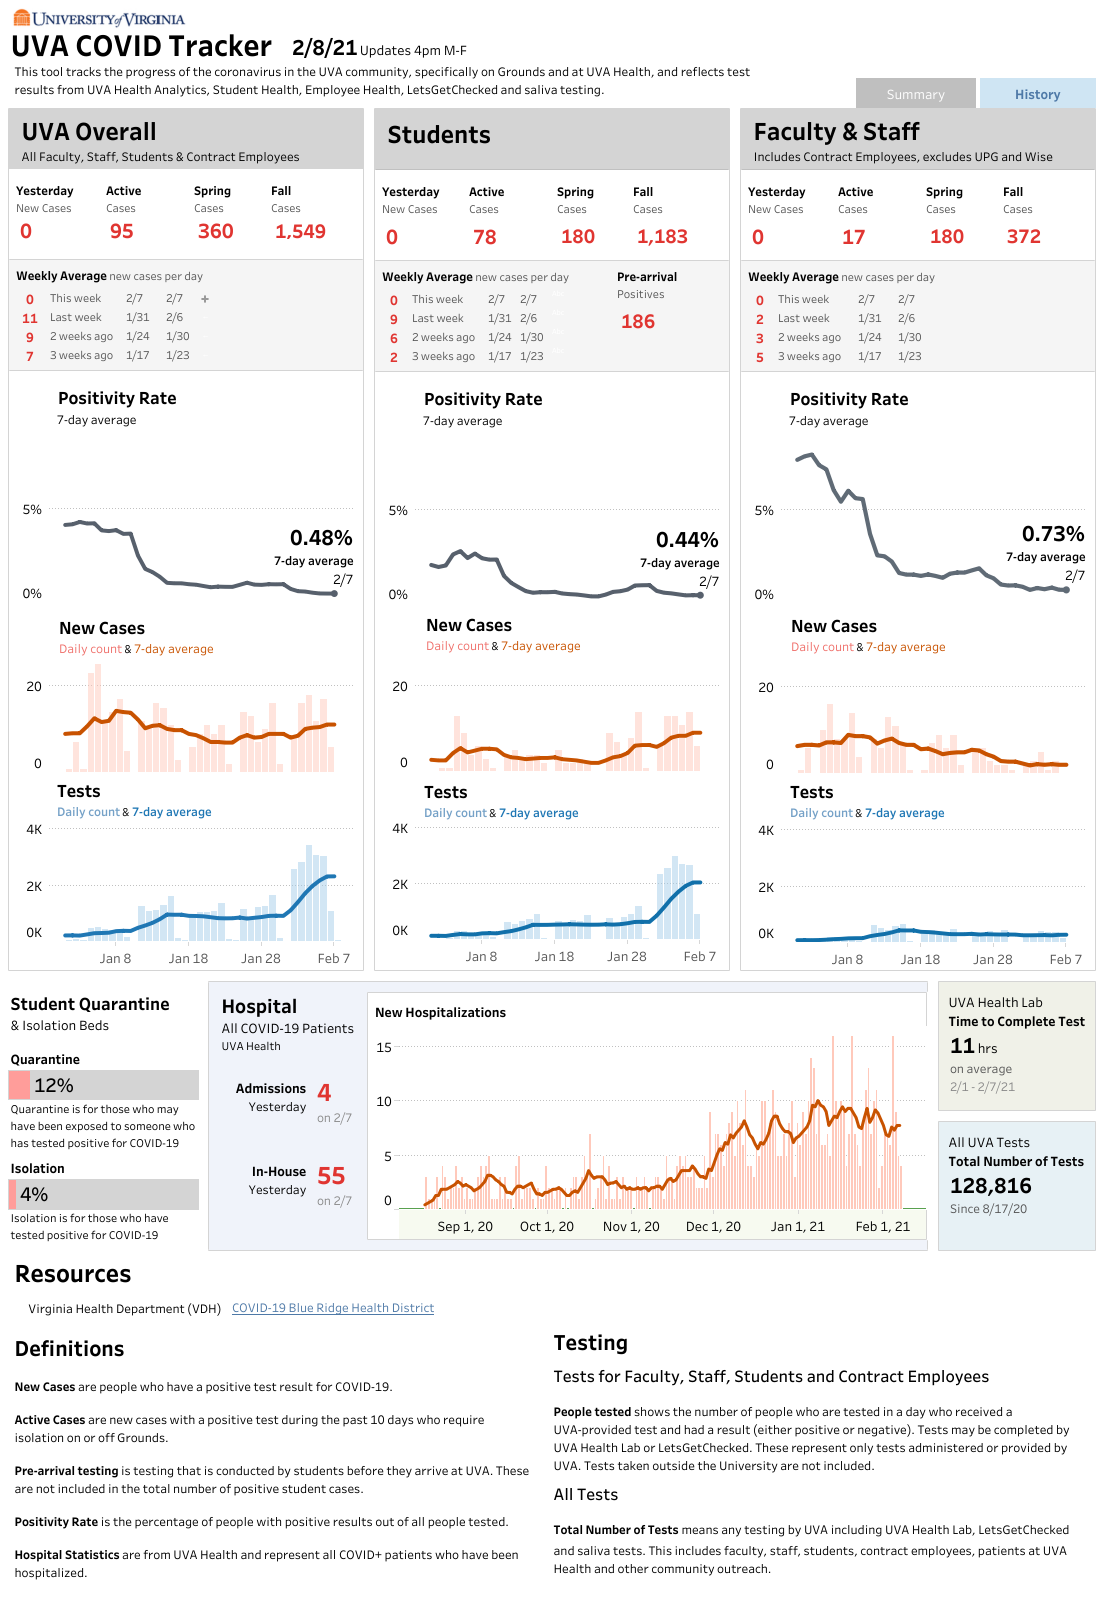 UNIVERSITY of VIRGINIA
UVA COVID Tracker 2/8/21 Updates 4pm M-F
This tool tracks the progress of the coronavirus in the UVA community, specifically on Grounds and at UVA Health, and reflects test
results from UVA Health Analytics, Student Health, Employee Health, LetsGetChecked and saliva testing.
Summary
History
UVA Overall
All Faculty, Staff, Students & Contract Employees
Yesterday Active Spring Fall
New Cases Cases Cases Cases
0 95 360 1,549
Weekly Average new cases per day
0 This week 2/7 2/7 +
11 Last week 1/31 2/6
9 2 weeks ago 1/24 1/30
7 3 weeks ago 1/17 1/23
Positivity Rate
7-day average
5%
0.48%
7-day average
2/7
0%
New Cases
Daily count & 7-day average
20
0
Tests
Daily count & 7-day average
4K
2K
0K
Jan 8 Jan 18 Jan 28 Feb 7
Students
Yesterday Active Spring Fall
New Cases Cases Cases Cases
0 78 180 1,183
Weekly Average new cases per day
0 This week 2/7 2/7
9 Last week 1/31 2/6
6 2 weeks ago 1/24 1/30
2 3 weeks ago 1/17 1/23
Pre-arrival
Positives
186
Positivity Rate
7-day average
5%
0.44%
7-day average
2/7
0%
New Cases
Daily count & 7-day average
20
0
Tests
Daily count & 7-day average
4K
2K
0K
Jan 8 Jan 18 Jan 28 Feb 7
Faculty & Staff
Includes Contract Employees, excludes UPG and Wise
Yesterday Active Spring Fall
New Cases Cases Cases Cases
0 17 180 372
Weekly Average new cases per day
0 This week 2/7 2/7
2 Last week 1/31 2/6
3 2 weeks ago 1/24 1/30
5 3 weeks ago 1/17 1/23
Positivity Rate
7-day average
5%
0.73%
7-day average
2/7
0%
New Cases
Daily count & 7-day average
20
0
Tests
Daily count & 7-day average
4K
2K
0K
Jan 8 Jan 18 Jan 28 Feb 7
Student Quarantine
& Isolation Beds
Quarantine
12%
Quarantine is for those who may
have been exposed to someone who
has tested positive for COVID-19
Isolation
4%
Isolation is for those who have
tested positive for COVID-19
Hospital
All COVID-19 Patients
UVA Health
Admissions 4
Yesterday on 2/7
In-House 55
Yesterday on 2/7
New Hospitalizations
15
10
5
0
Sep 1, 20 Oct 1, 20 Nov 1, 20 Dec 1, 20 Jan 1, 21 Feb 1, 21
UVA Health Lab
Time to Complete Test
11 hrs
on average
2/1 - 2/7/21
All UVA Tests
Total Number of Tests
128,816
Since 8/17/20
Resources
Virginia Health Department (VDH) COVID-19 Blue Ridge Health District
Definitions
New Cases are people who have a positive test result for COVID-19.
Active Cases are new cases with a positive test during the past 10 days who require
isolation on or off Grounds.
Pre-arrival testing is testing that is conducted by students before they arrive at UVA. These
are not included in the total number of positive student cases.
Positivity Rate is the percentage of people with positive results out of all people tested.
Hospital Statistics are from UVA Health and represent all COVID+ patients who have been
hospitalized.
Testing
Tests for Faculty, Staff, Students and Contract Employees
People tested shows the number of people who are tested in a day who received a
UVA-provided test and had a result (either positive or negative). Tests may be completed by
UVA Health Lab or LetsGetChecked. These represent only tests administered or provided by
UVA. Tests taken outside the University are not included.
All Tests
Total Number of Tests means any testing by UVA including UVA Health Lab, LetsGetChecked
and saliva tests. This includes faculty, staff, students, contract employees, patients at UVA
Health and other community outreach.